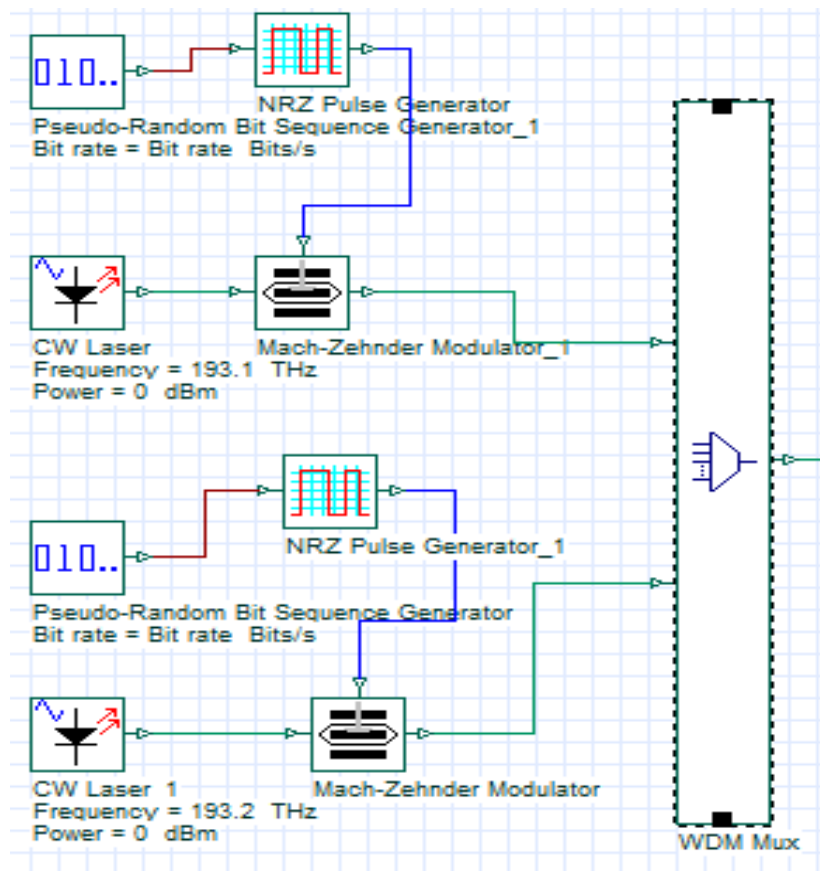 010..
NRZ Pulse Generator
Pseudo-Random Bit Sequence Generator_1
Bit rate = Bit rate Bits/s
CW Laser
Frequency = 193.1 THz
Power = 0 dBm
Mach-Zehnder Modulator_1
NRZ Pulse Generator_1
010..
Pseudo-Random Bit Sequence Generator
Bit rate = Bit rate Bits/s
CW Laser 1
Frequency = 193.2 THz
Power = 0 dBm
Mach-Zehnder Modulator
WDM Mux